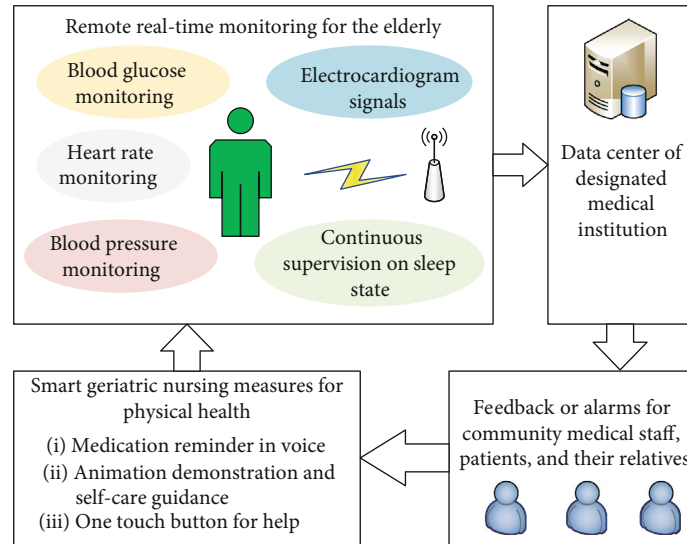 Remote real-time monitoring for the elderly
Blood glucose
monitoring
Electrocardiogram
signals
Heart rate
monitoring
Blood pressure
monitoring
Continuous
supervision on sleep
state
Data center of
designated
medical
institution
Feedback or alarms for
community medical staff,
patients, and their relatives
Smart geriatric nursing measures for
physical health
(i) Medication reminder in voice
(ii) Animation demonstration and
self-care guidance
(iii) One touch button for help